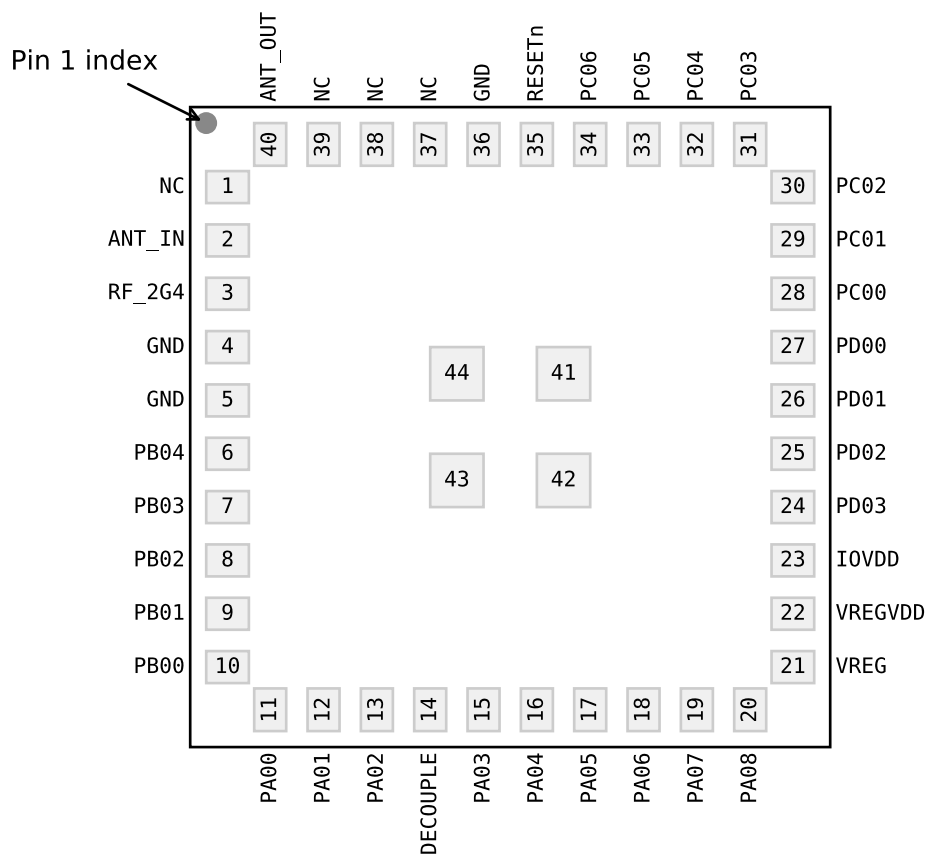 Pin 1 index
ANT_OUT NC NC NC GND RESETn PC06 PC05 PC04 PC03
40 39 38 37 36 35 34 33 32 31
NC 1 30 PC02
ANT_IN 2 29 PC01
RF_2G4 3 28 PC00
GND 4 27 PD00
44 41
GND 5 26 PD01
PB04 6 25 PD02
43 42
PB03 7 24 PD03
PB02 8 23 IOVDD
PB01 9 22 VREGVDD
PB00 10 21 VREG
11 12 13 14 15 16 17 18 19 20
PA00 PA01 PA02 DECOUPLE PA03 PA04 PA05 PA06 PA07 PA08